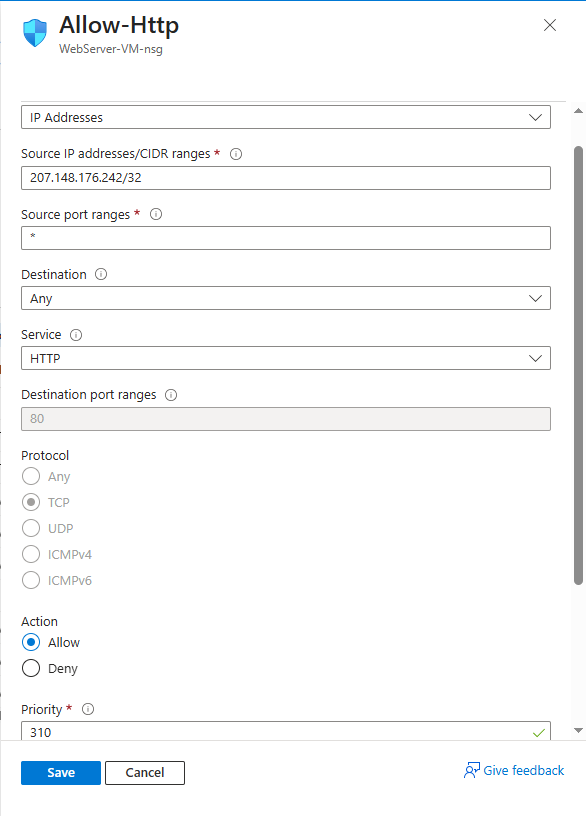 Allow-Http
WebServer-VM-nsg
IP Addresses
Source IP addresses/CIDR ranges *
207.148.176.242/32
Source port ranges *
*
Destination
Any
Service
HTTP
Destination port ranges
80
Protocol
Any
TCP
UDP
ICMPv4
ICMPv6
Action
Allow
Deny
Priority *
310
Save Cancel Give feedback